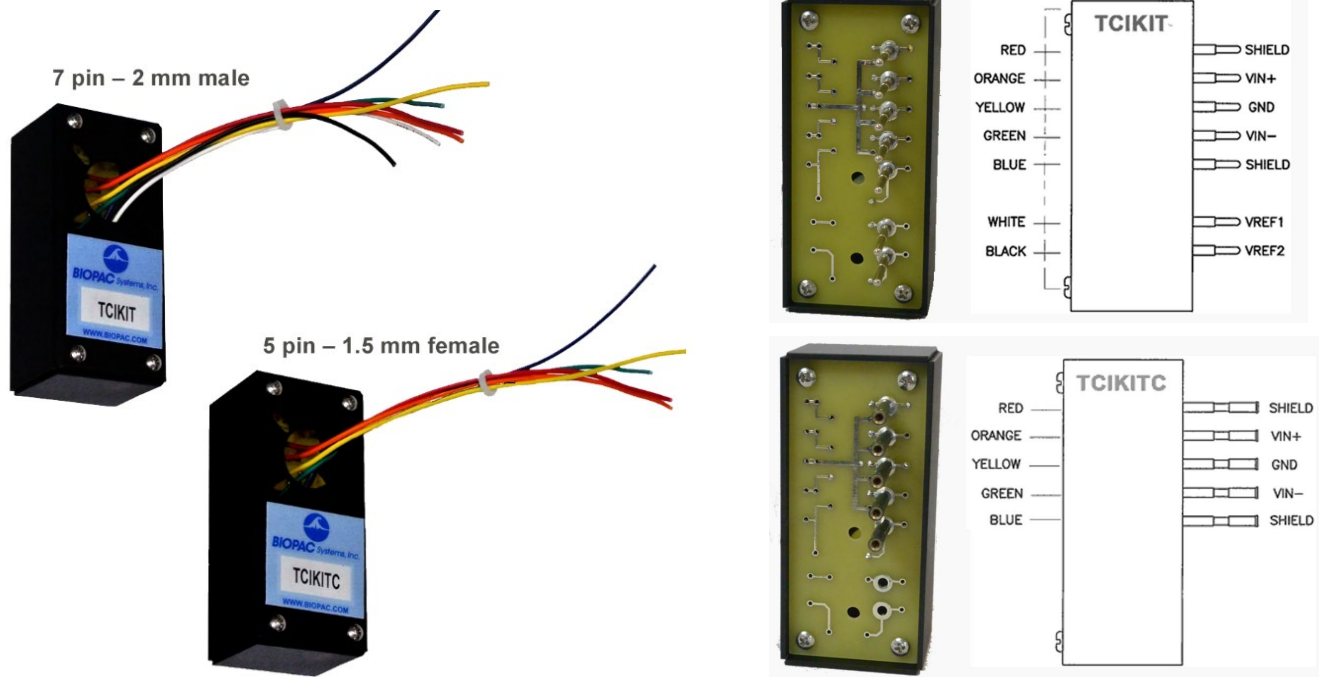 7 pin – 2 mm male
BIOPAC Systems, Inc.
TCIKIT
WWW.BIOPAC.COM
5 pin – 1.5 mm female
BIOPAC Systems, Inc.
TCIKITC
WWW.BIOPAC.COM
TCIKIT
RED SHIELD
ORANGE VIN+
YELLOW GND
GREEN VIN–
BLUE SHIELD
WHITE VREF1
BLACK VREF2
TCIKITC
RED SHIELD
ORANGE VIN+
YELLOW GND
GREEN VIN–
BLUE SHIELD